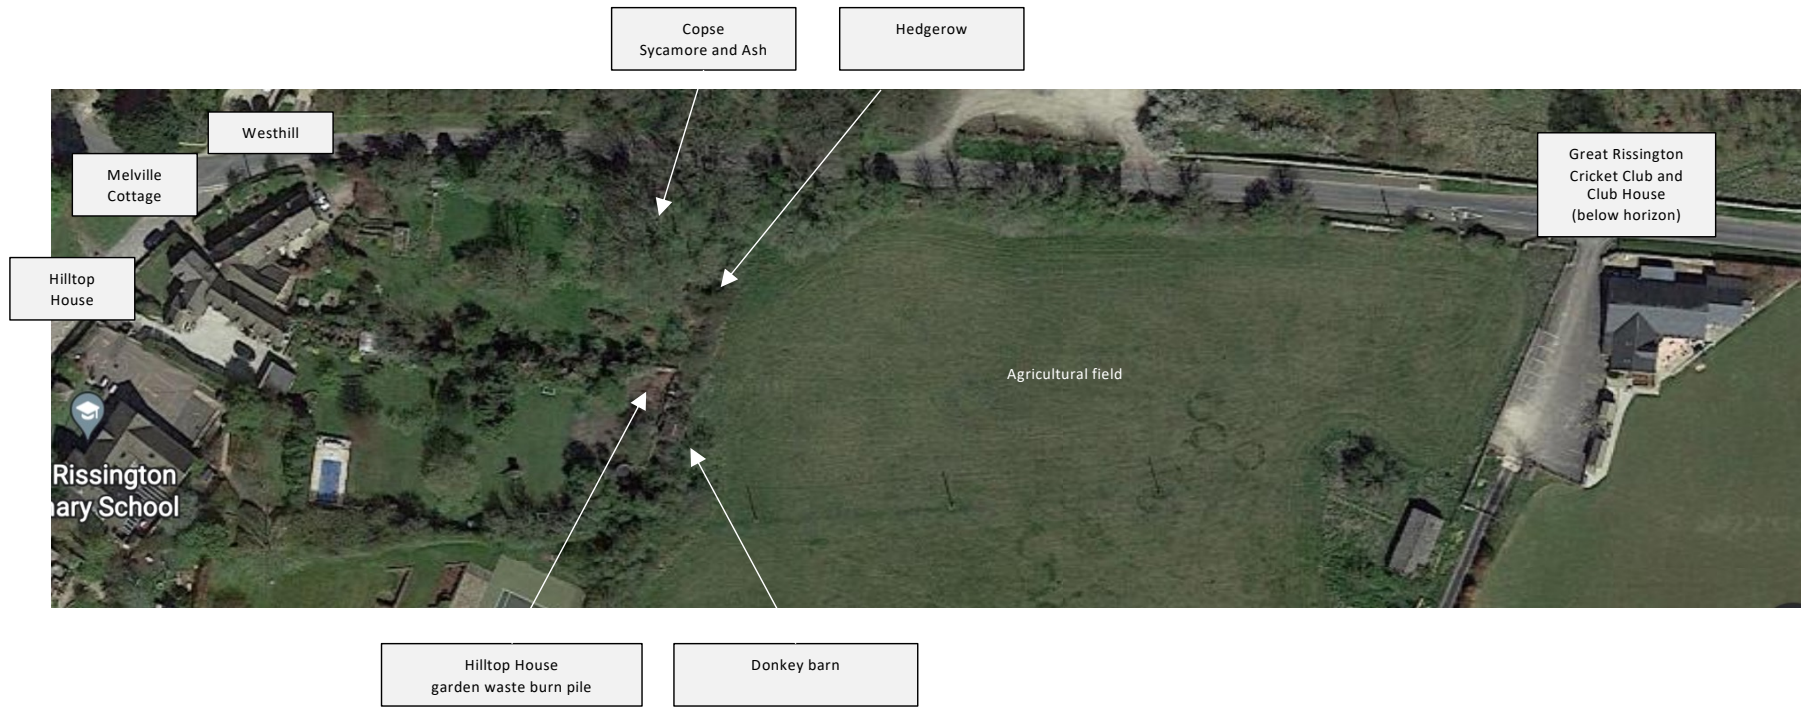 Copse
Sycamore and Ash
Hedgerow
Westhill
Melville
Cottage
Great Rissington
Cricket Club and
Club House
(below horizon)
Hilltop
House
Agricultural field
Rissington
ary School
Hilltop House
garden waste burn pile
Donkey barn